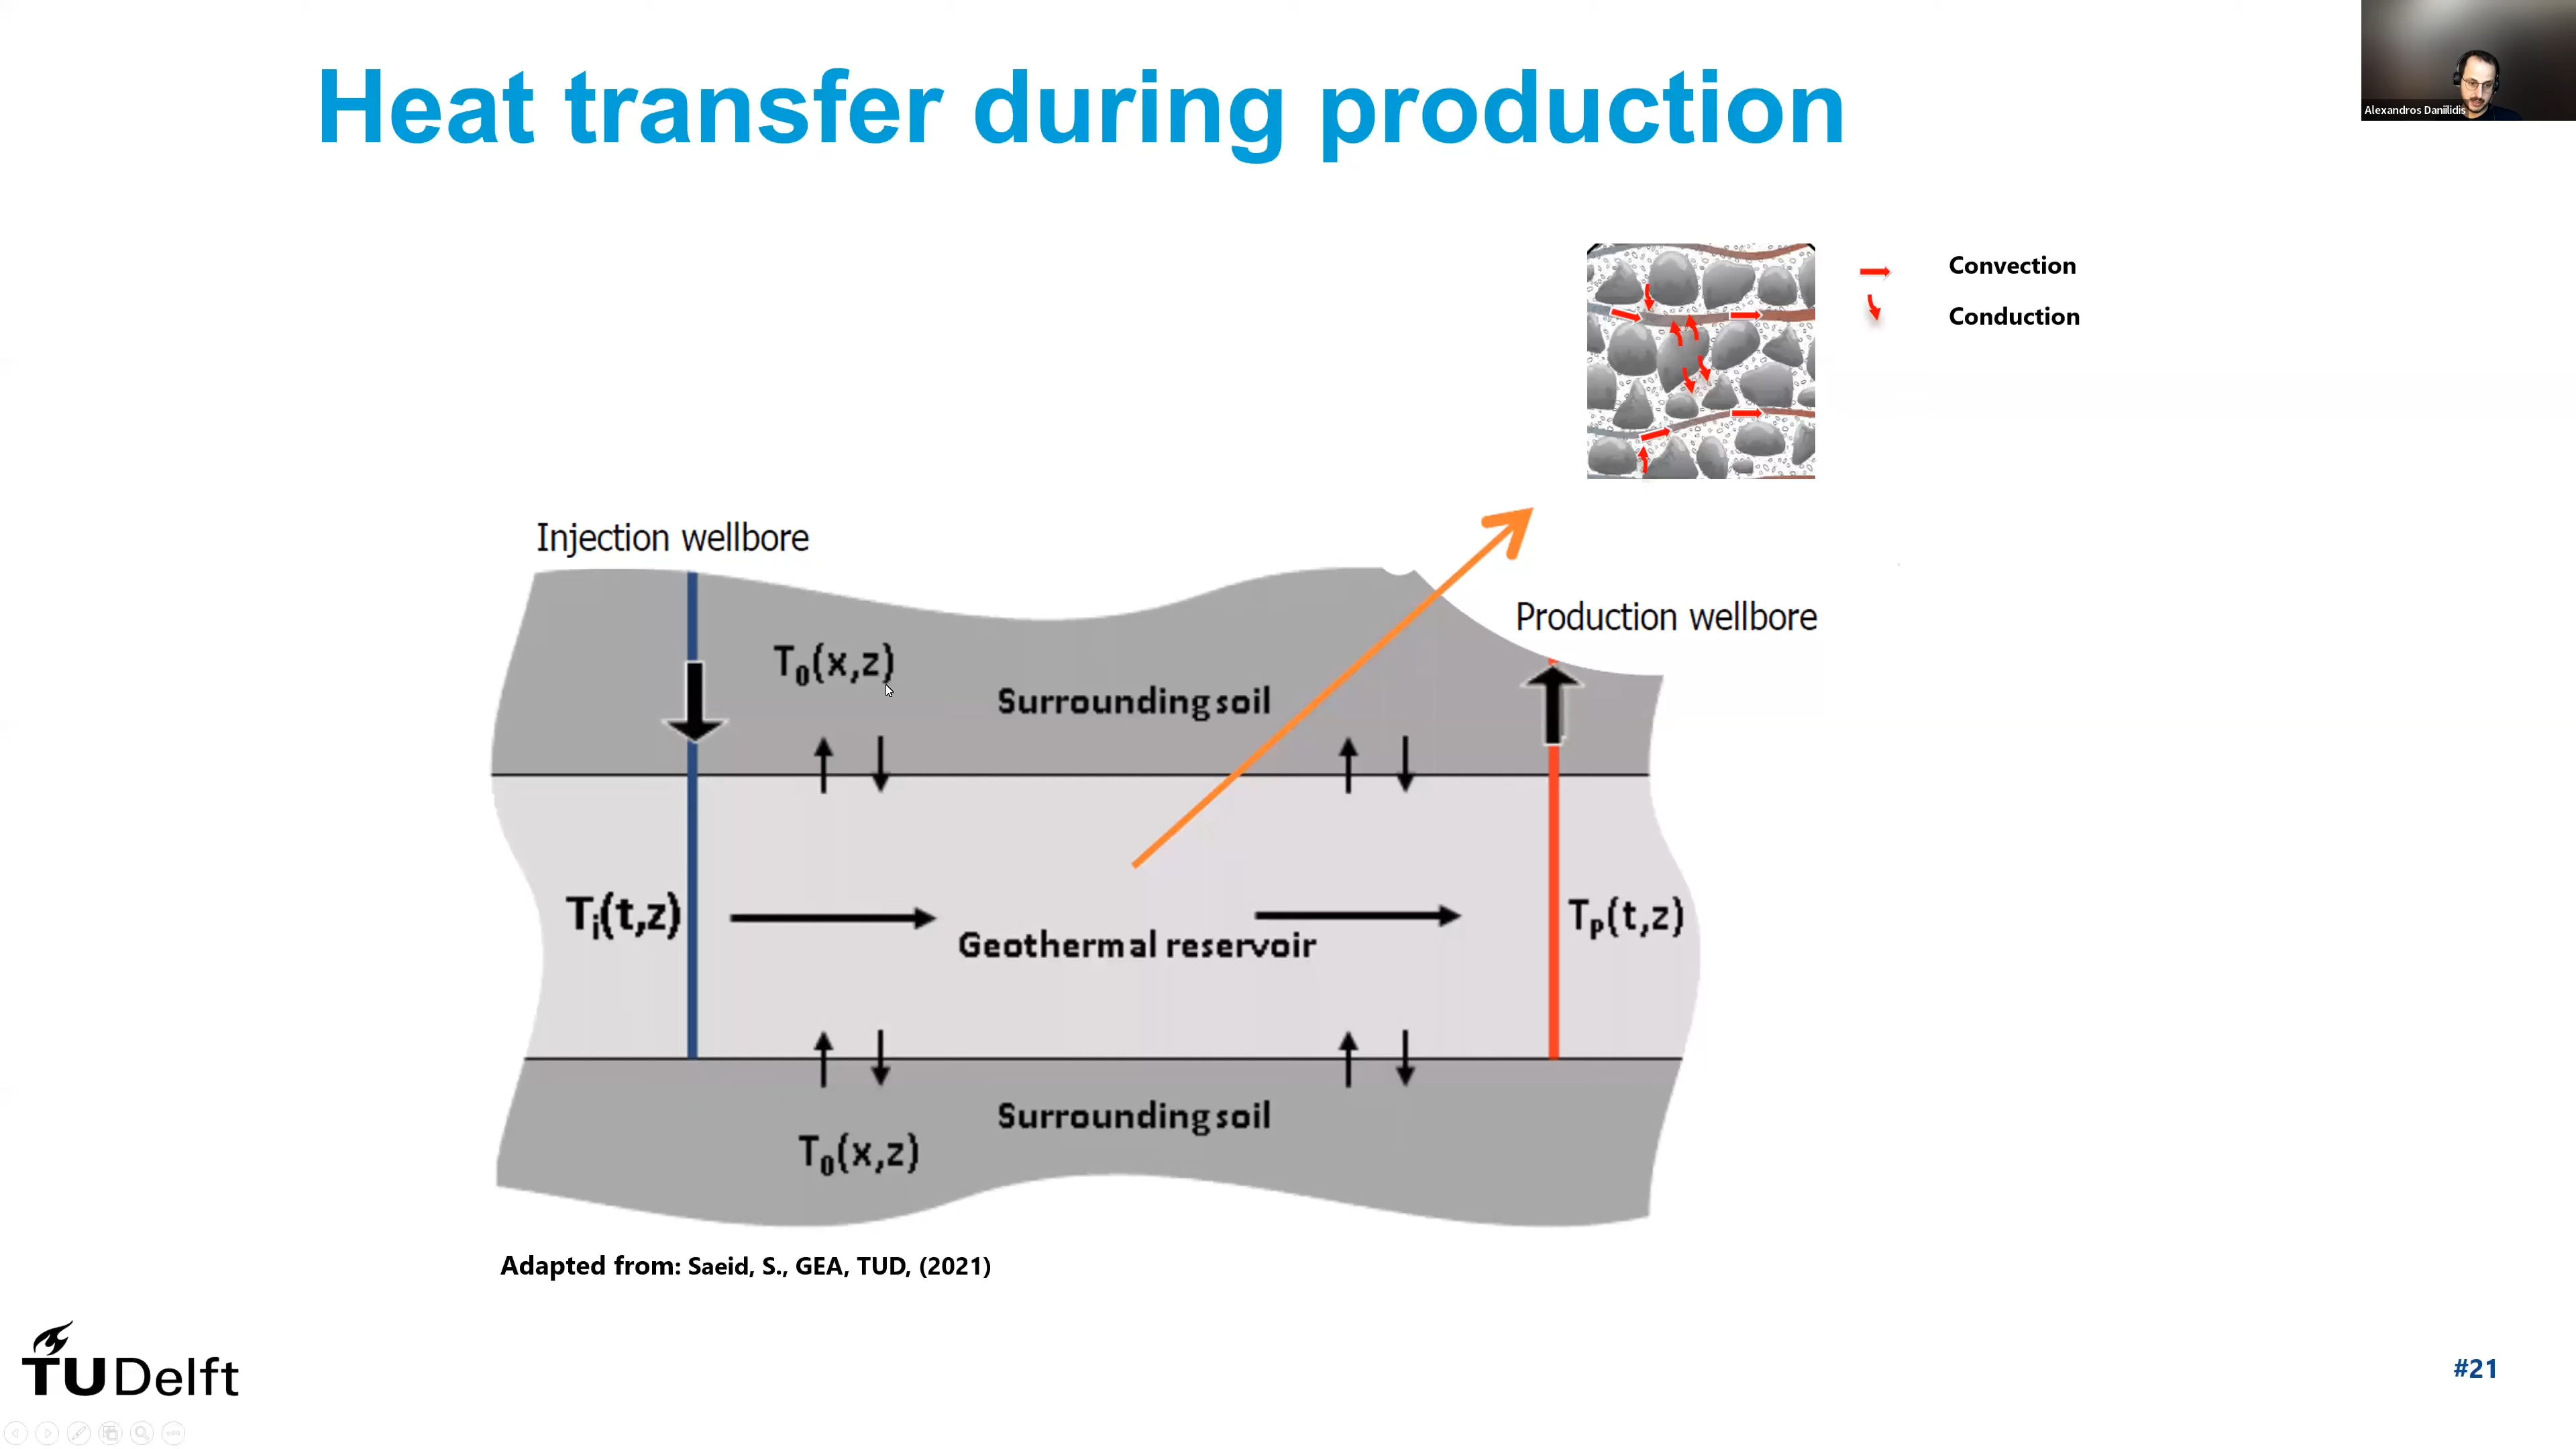 Heat transfer during production
Alexandros Daniilidis
Convection
Conduction
Injection wellbore
Production wellbore
T₀(x,z)
Surrounding soil
Tᵢ(t,z)
Geothermal reservoir
Tₚ(t,z)
Surrounding soil
T₀(x,z)
Adapted from: Saeid, S., GEA, TUD, (2021)
TUDelft
#21